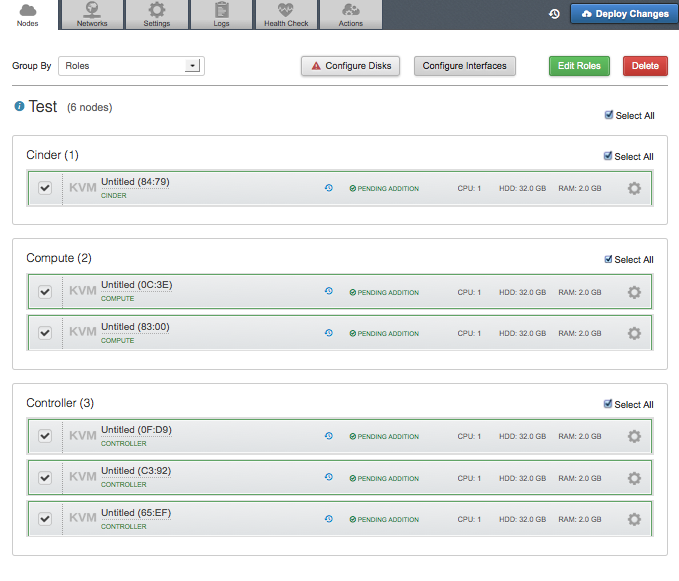 Nodes Networks Settings Logs Health Check Actions Deploy Changes
Group By Roles Configure Disks Configure Interfaces Edit Roles Delete
Test (6 nodes)
Select All
Cinder (1) Select All
KVM Untitled (84:79) PENDING ADDITION CPU: 1 HDD: 32.0 GB RAM: 2.0 GB
CINDER
Compute (2) Select All
KVM Untitled (0C:3E) PENDING ADDITION CPU: 1 HDD: 32.0 GB RAM: 2.0 GB
COMPUTE
KVM Untitled (83:00) PENDING ADDITION CPU: 1 HDD: 32.0 GB RAM: 2.0 GB
COMPUTE
Controller (3) Select All
KVM Untitled (0F:D9) PENDING ADDITION CPU: 1 HDD: 32.0 GB RAM: 2.0 GB
CONTROLLER
KVM Untitled (C3:92) PENDING ADDITION CPU: 1 HDD: 32.0 GB RAM: 2.0 GB
CONTROLLER
KVM Untitled (65:EF) PENDING ADDITION CPU: 1 HDD: 32.0 GB RAM: 2.0 GB
CONTROLLER